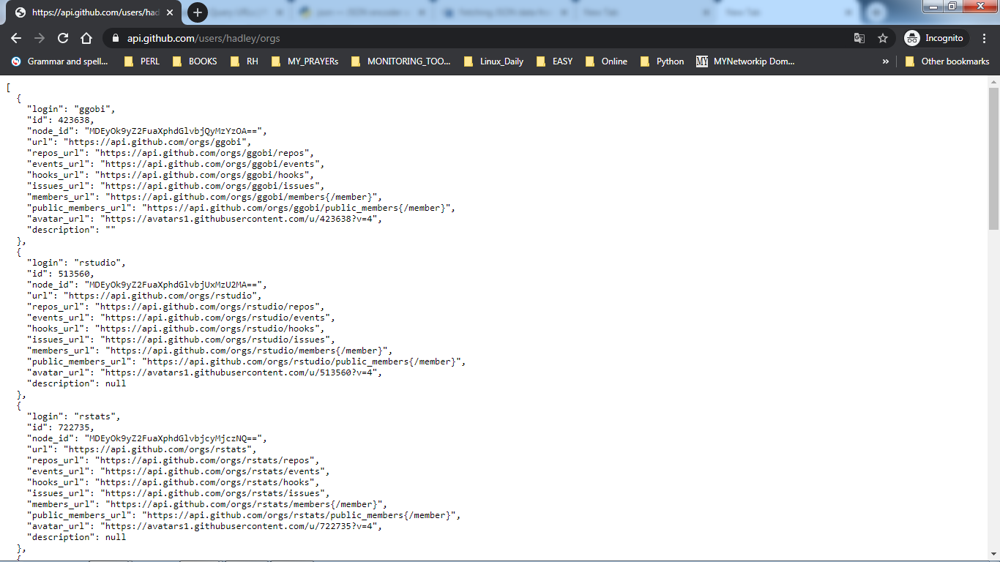 https://api.github.com/users/had
New Tab
New Tab
api.github.com/users/hadley/orgs
Incognito
Grammar and spell... PERL BOOKS RH MY_PRAYERs MONITORING_TOO... Linux_Daily EASY Online Python MY MYNetworkip Dom... » Other bookmarks
[
{
"login": "ggobi",
"id": 423638,
"node_id": "MDEyOk9yZ2FuaXphdGlvbjQyMzYzOA==",
"url": "https://api.github.com/orgs/ggobi",
"repos_url": "https://api.github.com/orgs/ggobi/repos",
"events_url": "https://api.github.com/orgs/ggobi/events",
"hooks_url": "https://api.github.com/orgs/ggobi/hooks",
"issues_url": "https://api.github.com/orgs/ggobi/issues",
"members_url": "https://api.github.com/orgs/ggobi/members{/member}",
"public_members_url": "https://api.github.com/orgs/ggobi/public_members{/member}",
"avatar_url": "https://avatars1.githubusercontent.com/u/423638?v=4",
"description": ""
},
{
"login": "rstudio",
"id": 513560,
"node_id": "MDEyOk9yZ2FuaXphdGlvbjUxMzU2MA==",
"url": "https://api.github.com/orgs/rstudio",
"repos_url": "https://api.github.com/orgs/rstudio/repos",
"events_url": "https://api.github.com/orgs/rstudio/events",
"hooks_url": "https://api.github.com/orgs/rstudio/hooks",
"issues_url": "https://api.github.com/orgs/rstudio/issues",
"members_url": "https://api.github.com/orgs/rstudio/members{/member}",
"public_members_url": "https://api.github.com/orgs/rstudio/public_members{/member}",
"avatar_url": "https://avatars1.githubusercontent.com/u/513560?v=4",
"description": null
},
{
"login": "rstats",
"id": 722735,
"node_id": "MDEyOk9yZ2FuaXphdGlvbjcyMjczNQ==",
"url": "https://api.github.com/orgs/rstats",
"repos_url": "https://api.github.com/orgs/rstats/repos",
"events_url": "https://api.github.com/orgs/rstats/events",
"hooks_url": "https://api.github.com/orgs/rstats/hooks",
"issues_url": "https://api.github.com/orgs/rstats/issues",
"members_url": "https://api.github.com/orgs/rstats/members{/member}",
"public_members_url": "https://api.github.com/orgs/rstats/public_members{/member}",
"avatar_url": "https://avatars1.githubusercontent.com/u/722735?v=4",
"description": null
},
{